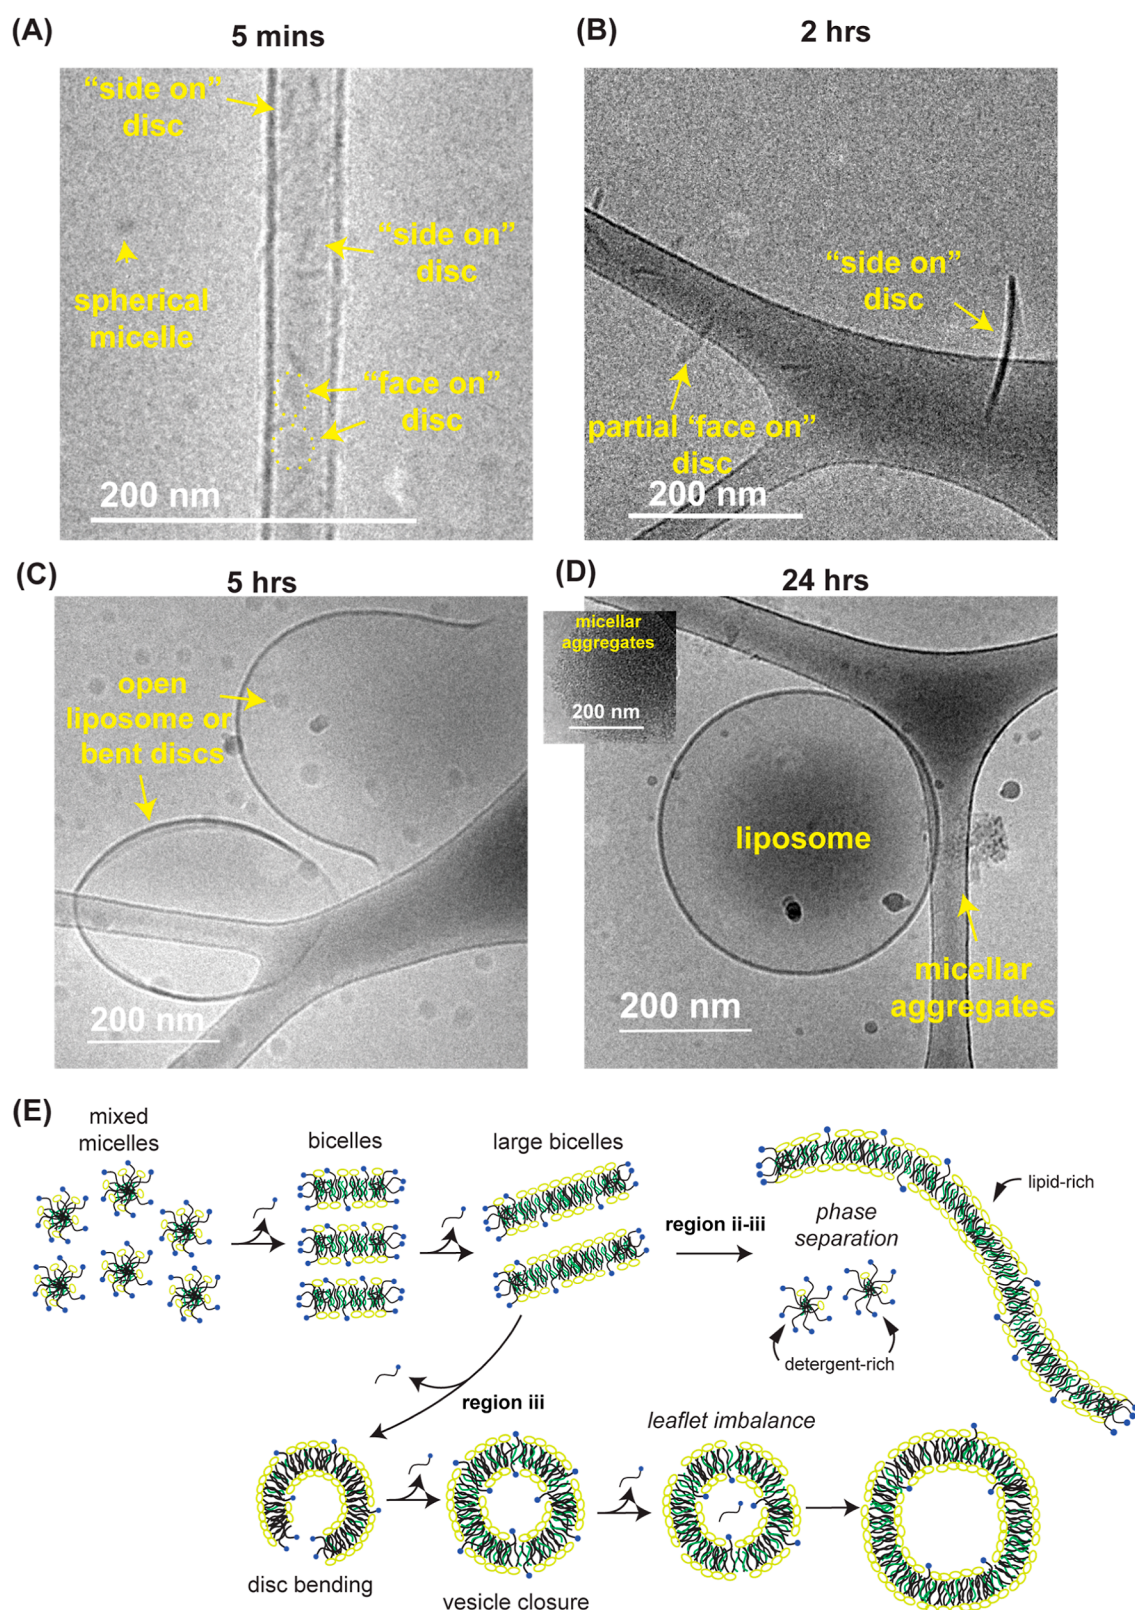 (A)
5 mins
“side on”
disc
“side on”
disc
spherical
micelle
“face on”
disc
200 nm
(B)
2 hrs
“side on”
disc
partial ‘face on”
disc
200 nm
(C)
5 hrs
open
liposome or
bent discs
200 nm
(D)
24 hrs
micellar
aggregates
200 nm
liposome
micellar
aggregates
200 nm
(E)
mixed
micelles
bicelles
large bicelles
region ii-iii
phase
separation
lipid-rich
detergent-rich
region iii
leaflet imbalance
disc bending
vesicle closure